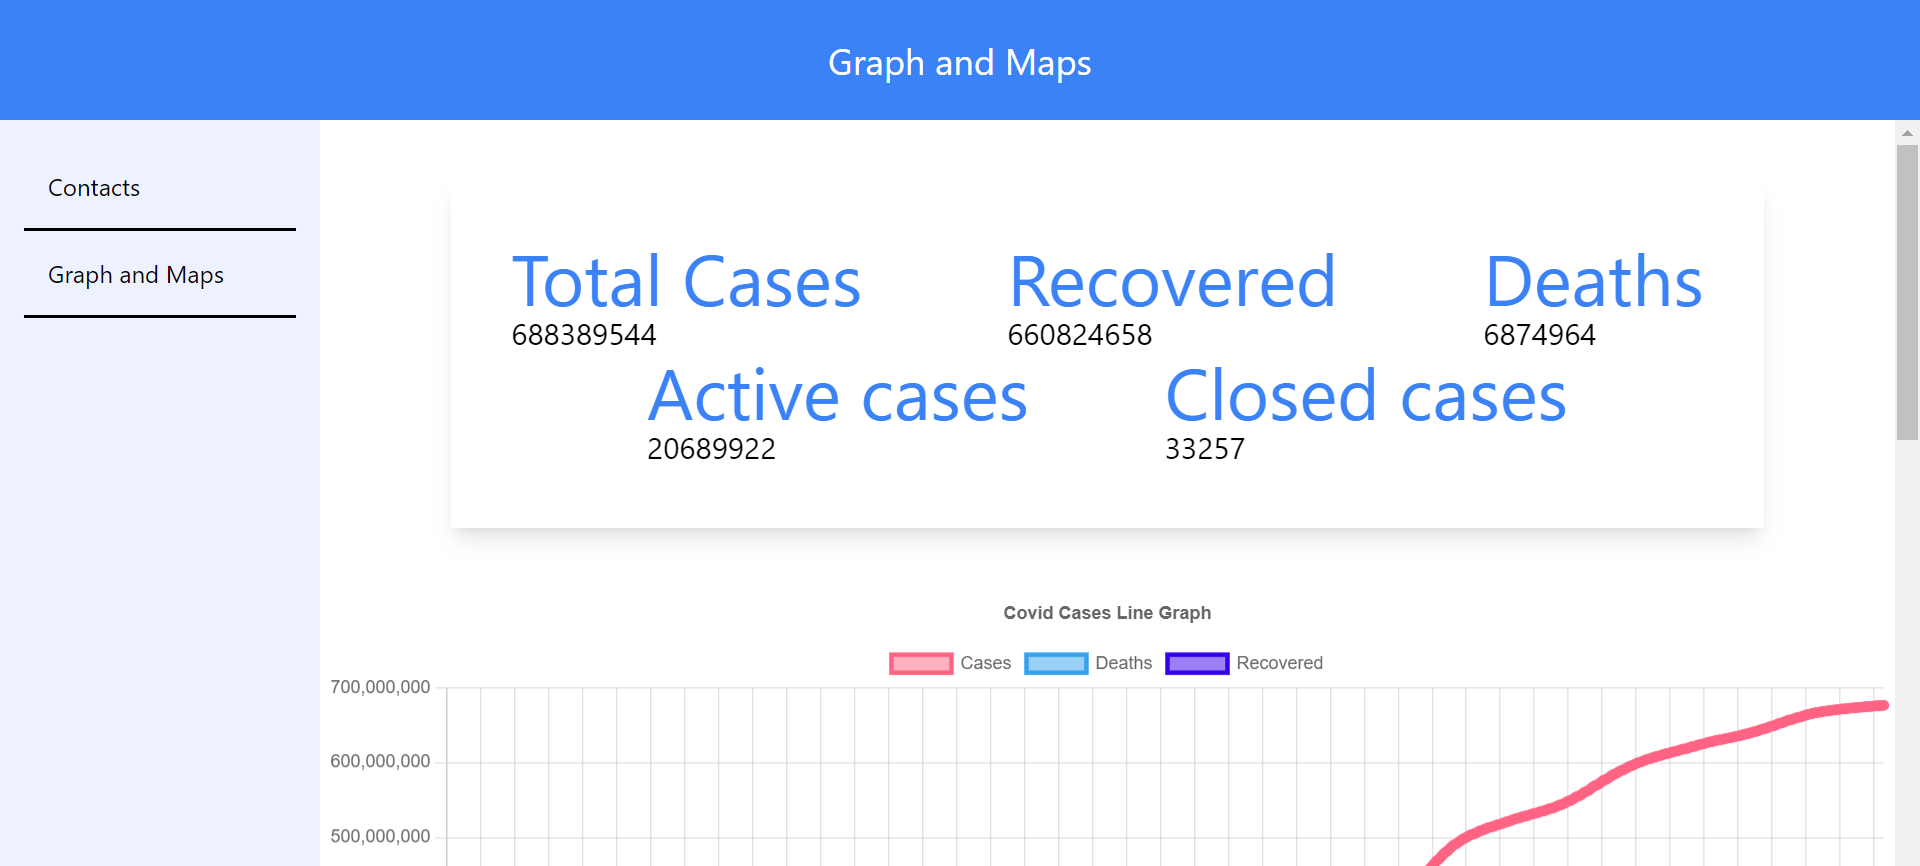 Graph and Maps
Contacts
Graph and Maps
Total Cases
688389544
Recovered
660824658
Deaths
6874964
Active cases
20689922
Closed cases
33257
Covid Cases Line Graph
Cases Deaths Recovered
700,000,000
600,000,000
500,000,000